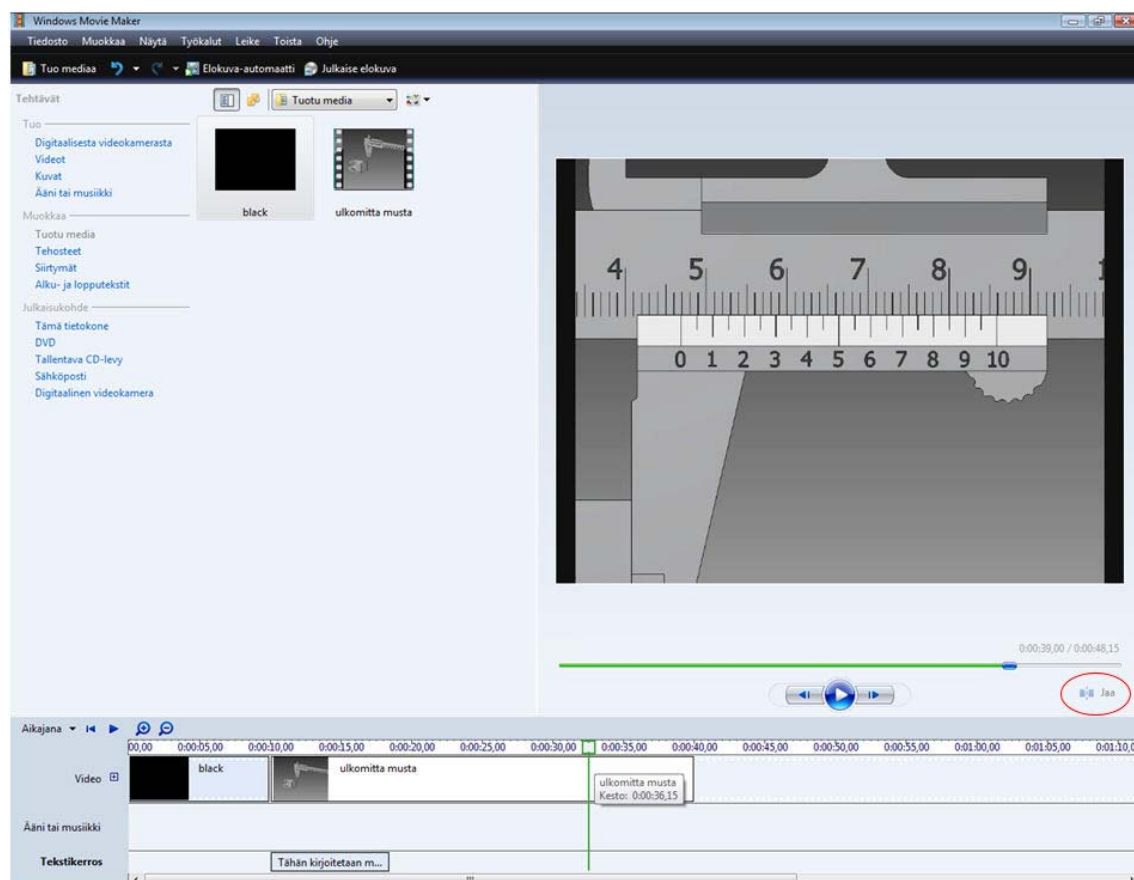 Windows Movie Maker
Tiedosto Muokkaa Näytä Työkalut Leike Toista Ohje
Tuo mediaa Elokuva-automaatti Julkaise elokuva
Tehtävät
Tuotu media
Tuo
Digitaalisesta videokamerasta
Videot
Kuvat
Ääni tai musiikki
Muokkaa
Tuotu media
Tehosteet
Siirtymät
Alku- ja lopputekstit
Julkaisukohde
Tämä tietokone
DVD
Tallentava CD-levy
Sähköposti
Digitaalinen videokamera
black ulkomitta musta
4 5 6 7 8 9 1
0 1 2 3 4 5 6 7 8 9 10
0:00:39,00 / 0:00:48,15
Jaa
Aikajana
00,00 0:00:05,00 0:00:10,00 0:00:15,00 0:00:20,00 0:00:25,00 0:00:30,00 0:00:35,00 0:00:40,00 0:00:45,00 0:00:50,00 0:00:55,00 0:01:00,00 0:01:05,00 0:01:10,0
Video black ulkomitta musta
ulkomitta musta
Kesto: 0:00:36,15
Ääni tai musiikki
Tekstikerros Tähän kirjoitetaan m...